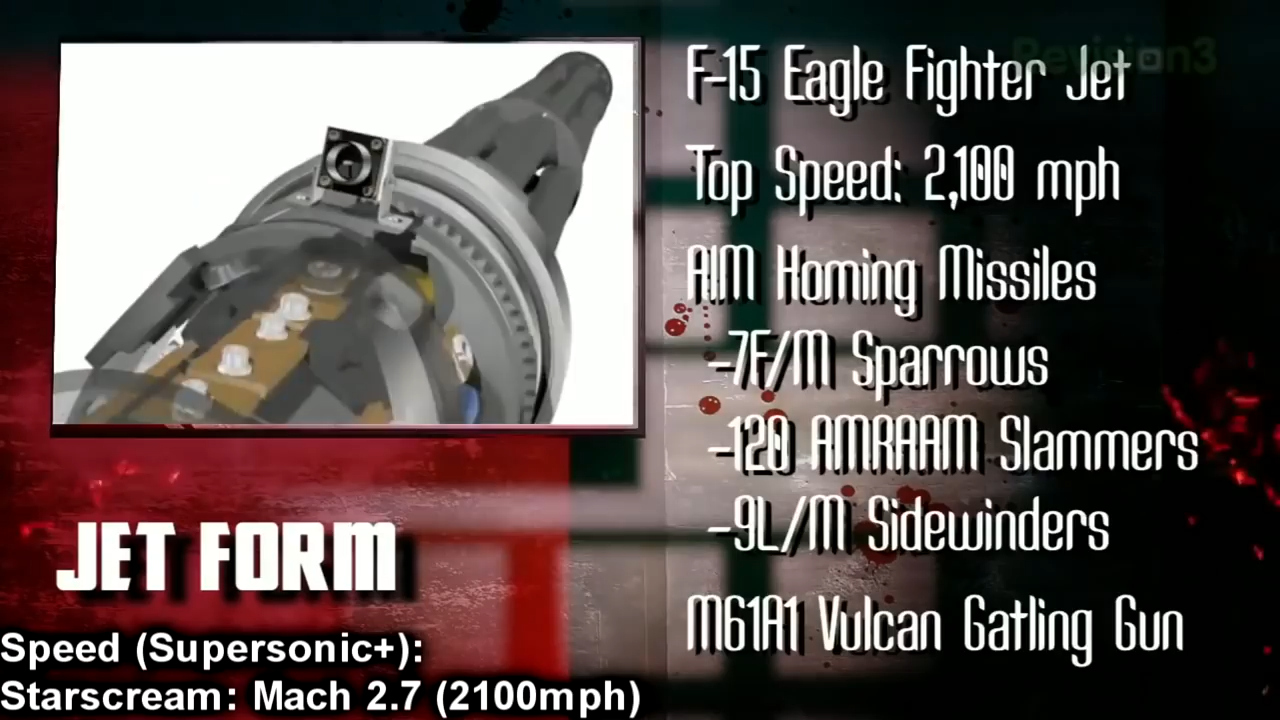 Revision3
F-15 Eagle Fighter Jet
Top Speed: 2,100 mph
AIM Homing Missiles
-7F/M Sparrows
-120 AMRAAM Slammers
-9L/M Sidewinders
M61A1 Vulcan Gatling Gun
JET FORM
Speed (Supersonic+):
Starscream: Mach 2.7 (2100mph)